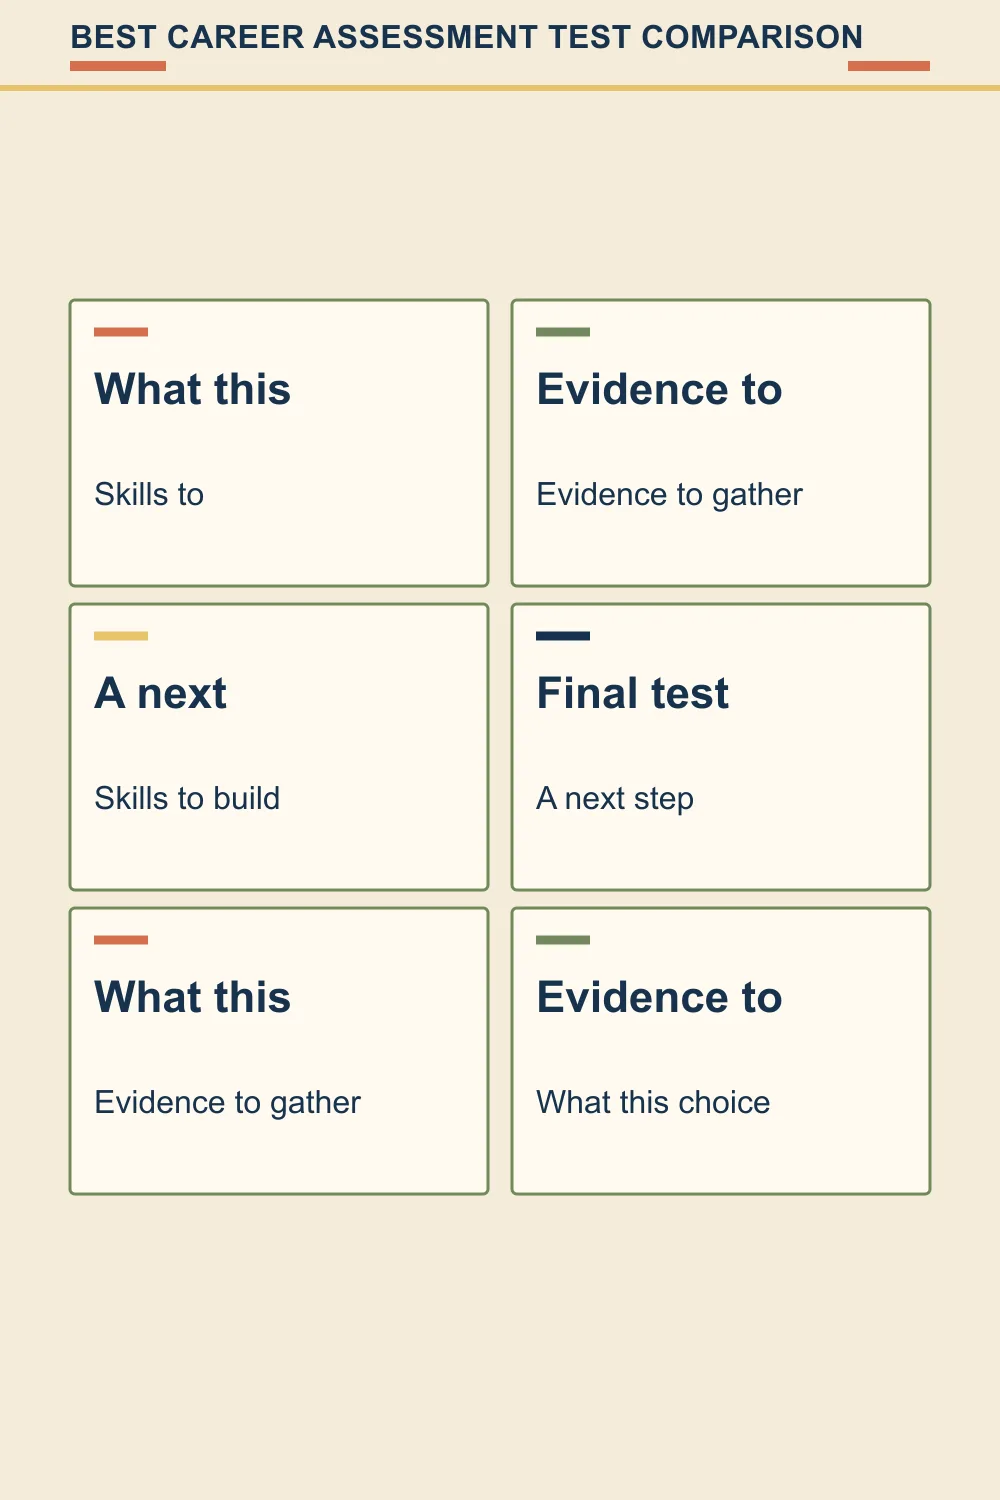 BEST CAREER ASSESSMENT TEST COMPARISON
What this
Skills to
Evidence to
Evidence to gather
A next
Skills to build
Final test
A next step
What this
Evidence to gather
Evidence to
What this choice